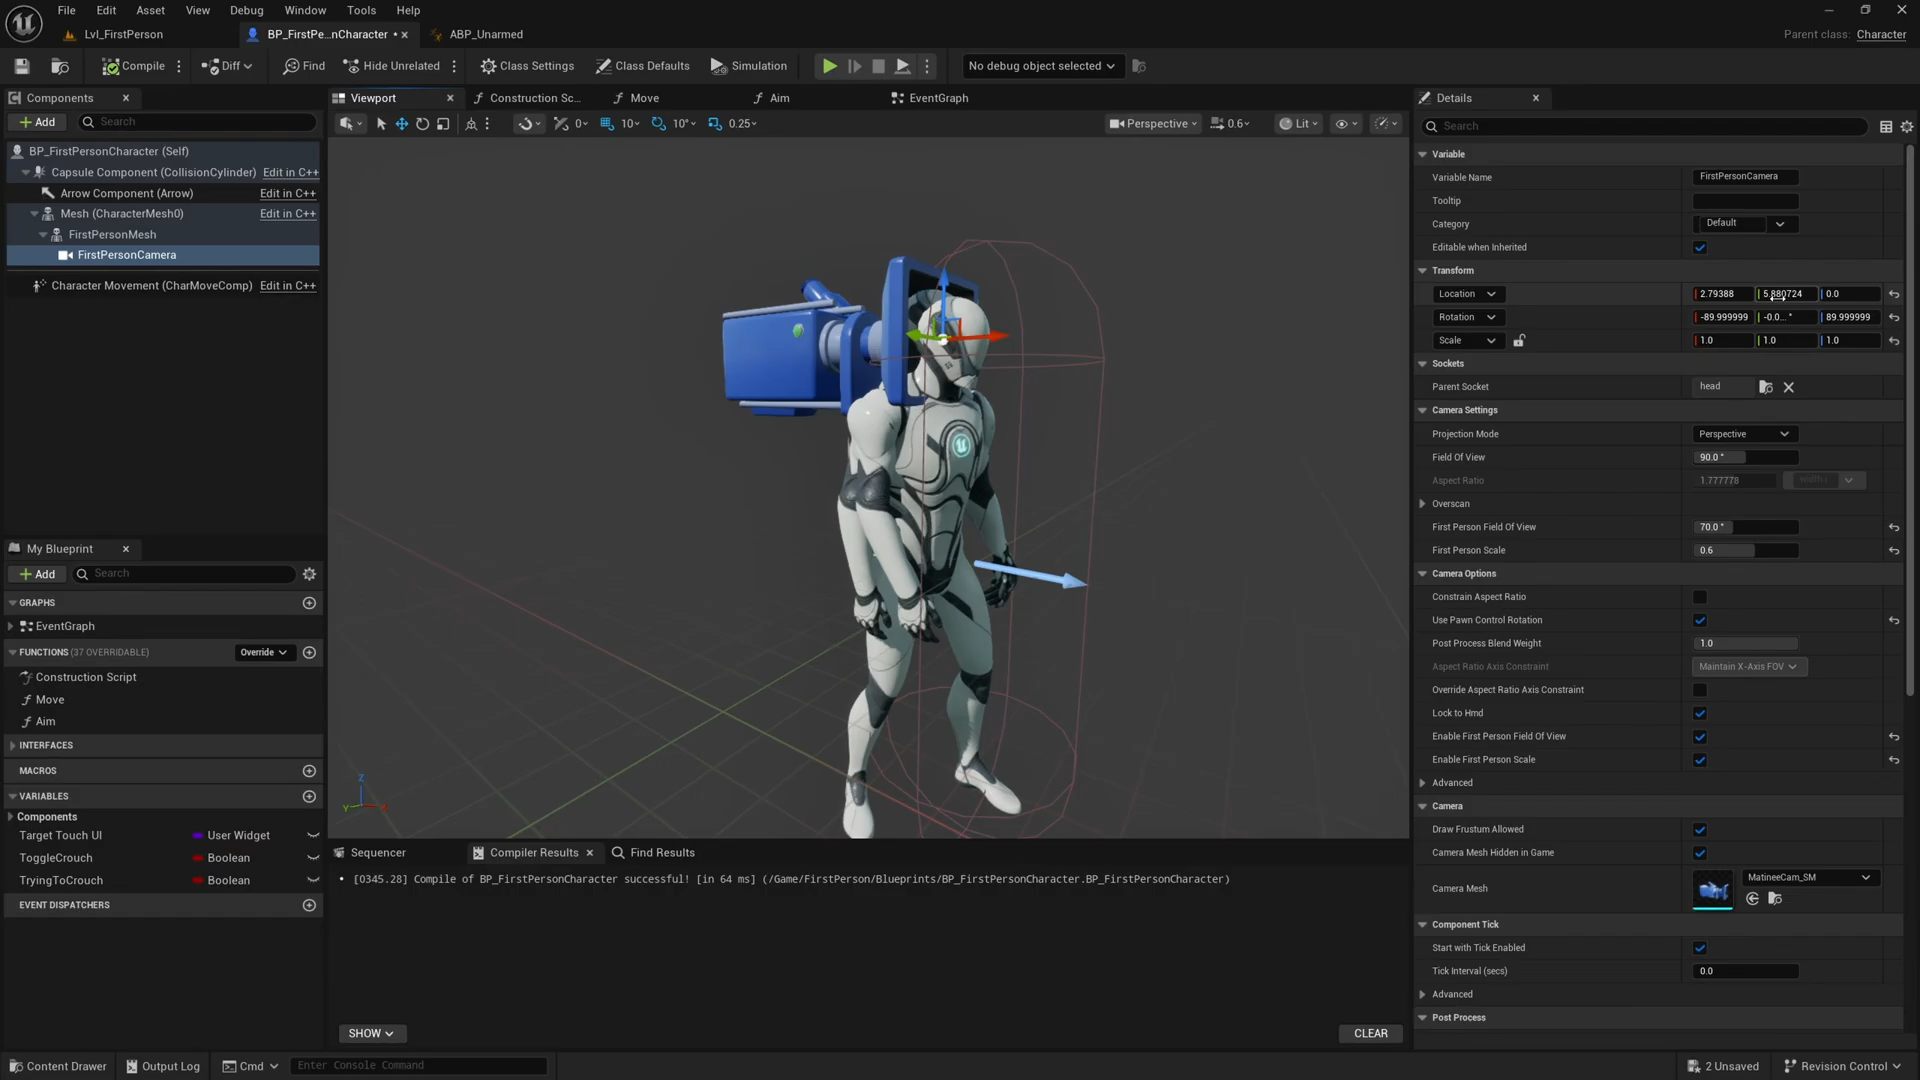 File Edit Asset View Debug Window Tools Help
Lvl_FirstPerson BP_FirstPe...nCharacter • ABP_Unarmed Parent class: Character
Compile Diff Find Hide Unrelated Class Settings Class Defaults Simulation No debug object selected
Components Viewport Construction Sc... Move Aim EventGraph Details
Add Search 0 10 10° 0.25 Perspective 0.6 Lit Search
BP_FirstPersonCharacter (Self)
Capsule Component (CollisionCylinder) Edit in C++
Arrow Component (Arrow) Edit in C++
Mesh (CharacterMesh0) Edit in C++
FirstPersonMesh
FirstPersonCamera
Character Movement (CharMoveComp) Edit in C++
My Blueprint
Add Search
GRAPHS
EventGraph
FUNCTIONS (37 OVERRIDABLE) Override
Construction Script
Move
Aim
INTERFACES
MACROS
VARIABLES
Components
Target Touch UI User Widget
ToggleCrouch Boolean
TryingToCrouch Boolean
EVENT DISPATCHERS
Z
Y X
Sequencer Compiler Results Find Results
• [0345.28] Compile of BP_FirstPersonCharacter successful! [in 64 ms] (/Game/FirstPerson/Blueprints/BP_FirstPersonCharacter.BP_FirstPersonCharacter)
SHOW CLEAR
Variable
Variable Name FirstPersonCamera
Tooltip
Category Default
Editable when Inherited
Transform
Location 2.79388 5.880724 0.0
Rotation -89.999999 -0.0... ° 89.999999
Scale 1.0 1.0 1.0
Sockets
Parent Socket head
Camera Settings
Projection Mode Perspective
Field Of View 90.0 °
Aspect Ratio 1.777778
Overscan
First Person Field Of View 70.0 °
First Person Scale 0.6
Camera Options
Constrain Aspect Ratio
Use Pawn Control Rotation
Post Process Blend Weight 1.0
Aspect Ratio Axis Constraint Maintain X-Axis FOV
Override Aspect Ratio Axis Constraint
Lock to Hmd
Enable First Person Field Of View
Enable First Person Scale
Advanced
Camera
Draw Frustum Allowed
Camera Mesh Hidden in Game
Camera Mesh MatineeCam_SM
Component Tick
Start with Tick Enabled
Tick Interval (secs) 0.0
Advanced
Post Process
Content Drawer Output Log Cmd Enter Console Command 2 Unsaved Revision Control